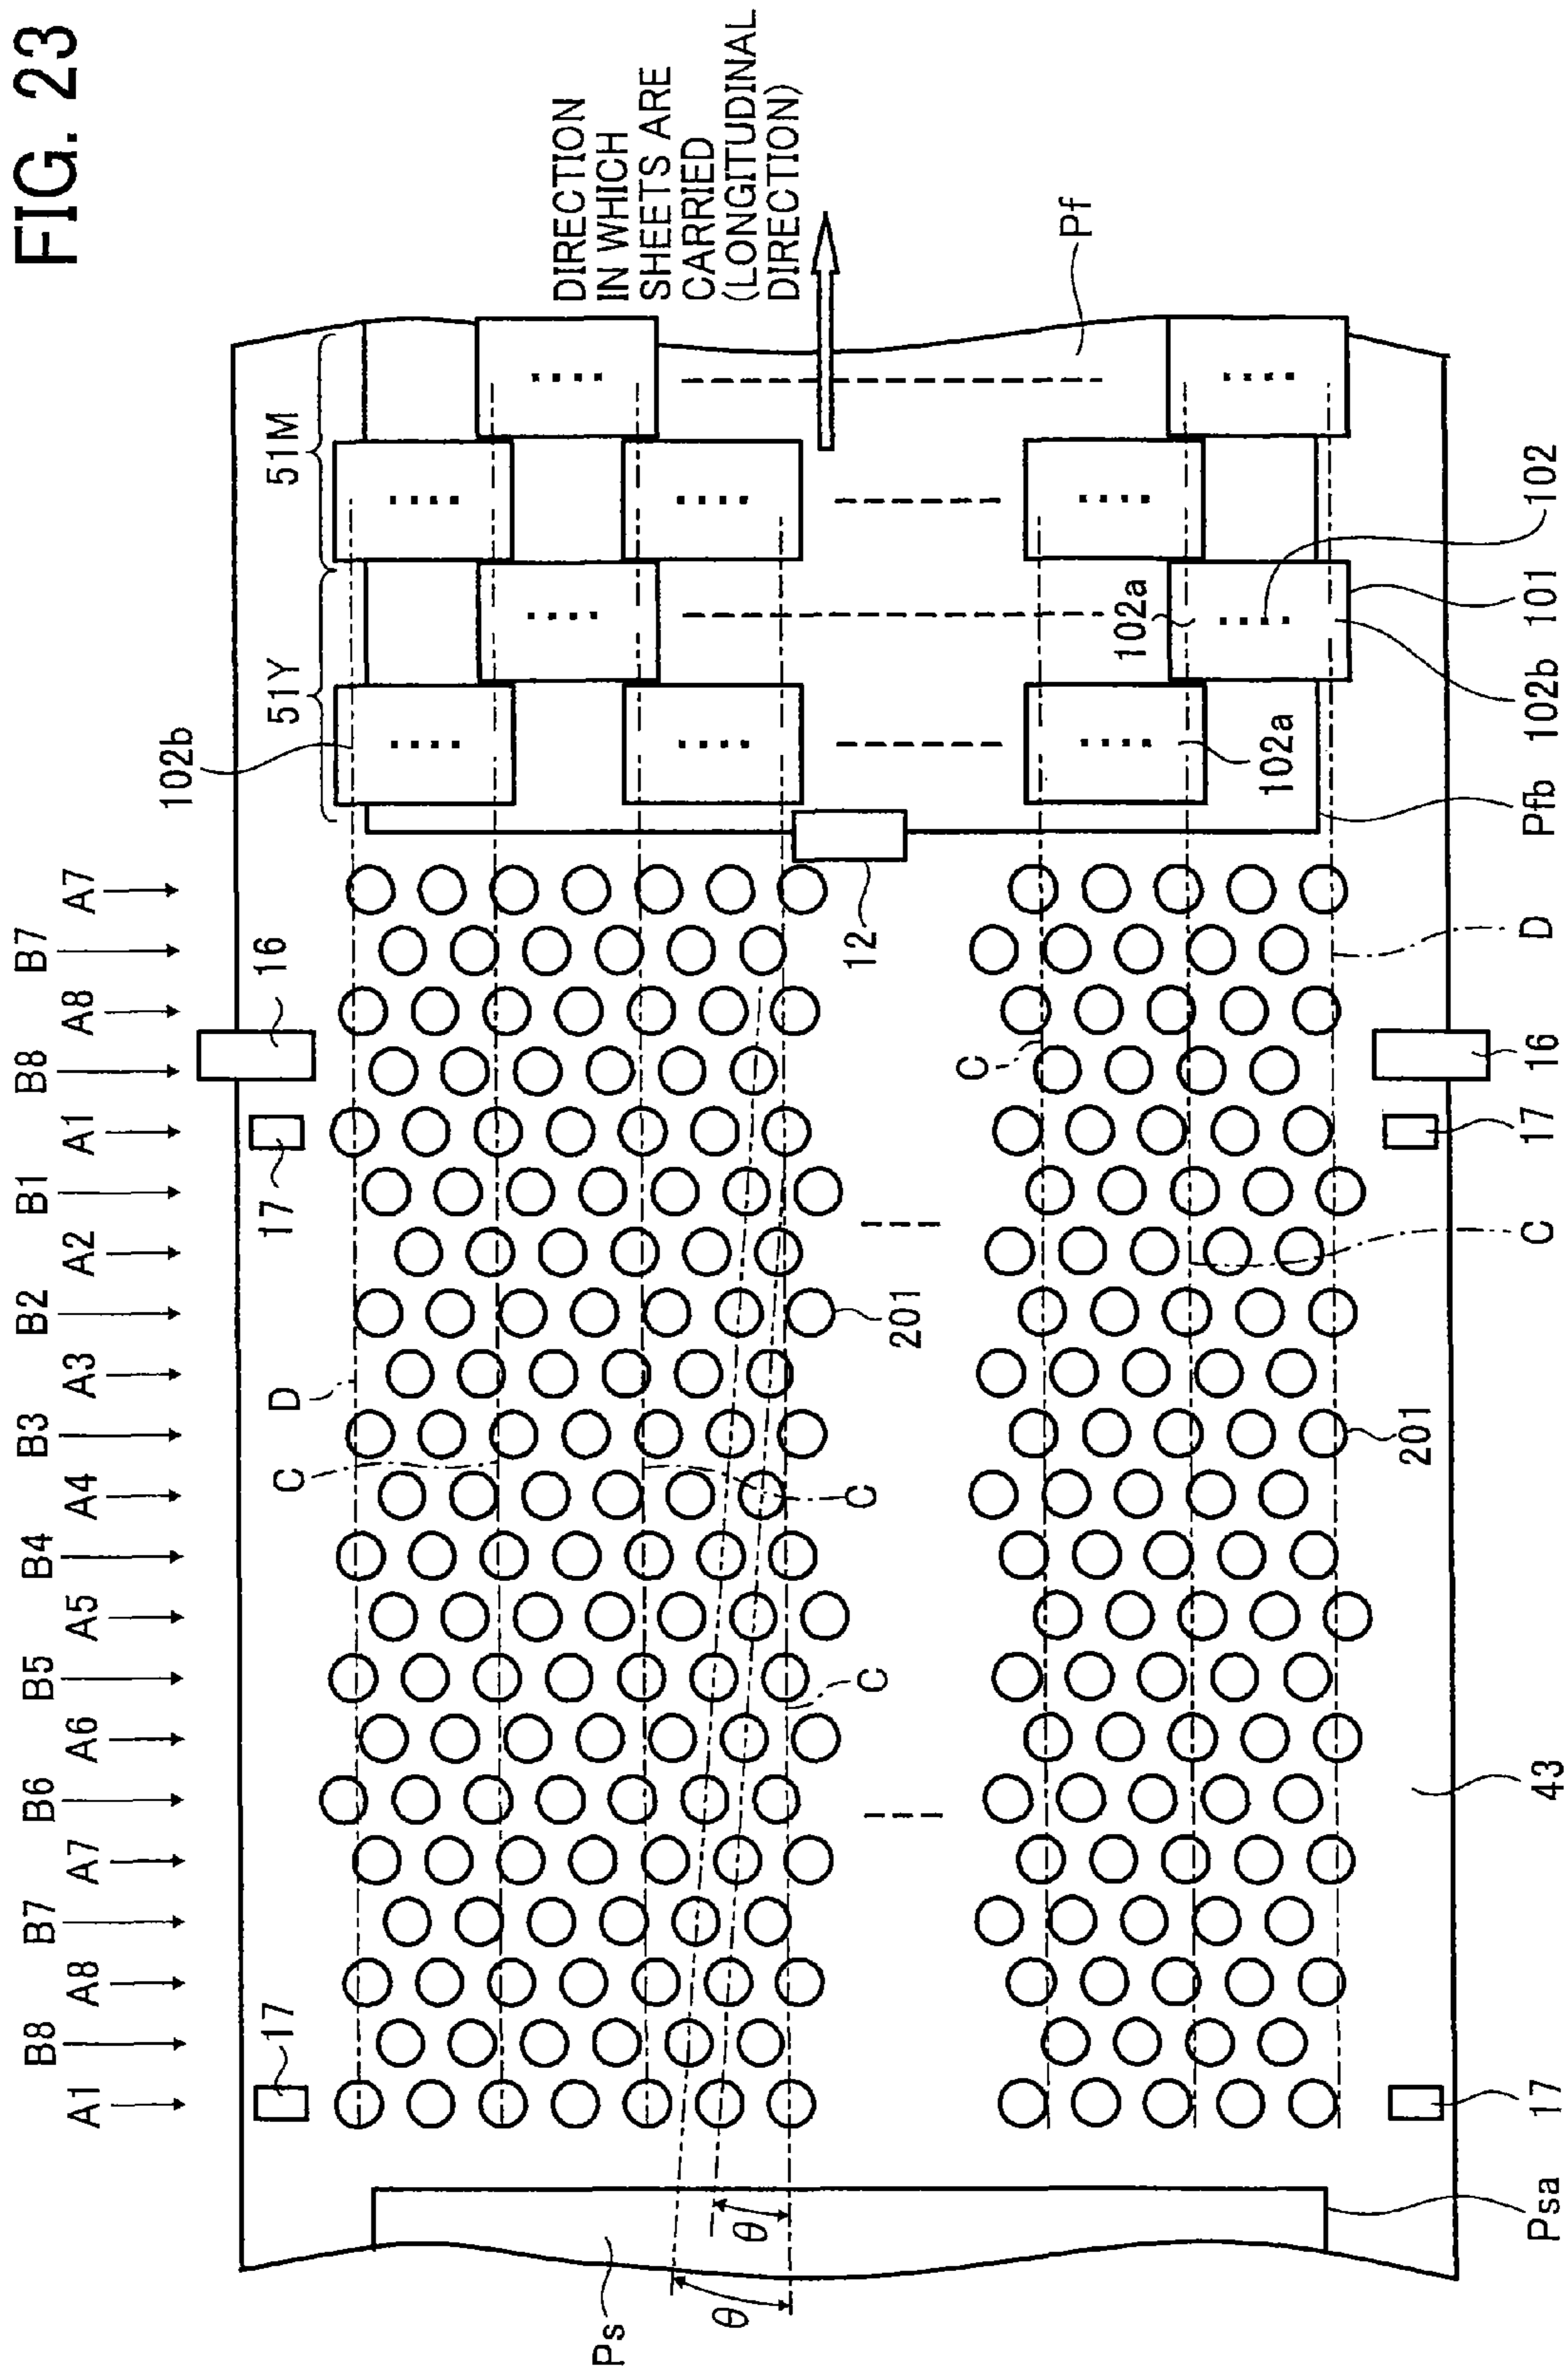 FIG. 23
DIRECTION
IN WHICH
SHEETS ARE
CARRIED
(LONGITUDINAL
DIRECTION)
A1
B8
A8
B7
A7
B6
A6
B5
A5
B4
A4
B3
A3
B2
A2
B1
A1
B8
A8
B7
A7
17
17
16
102b
51Y
51M
D
C
C
C
C
C
201
201
12
Pf
102a
102a
102
101
102b
Pfb
D
16
17
C
43
17
Psa
Ps
θ
θ